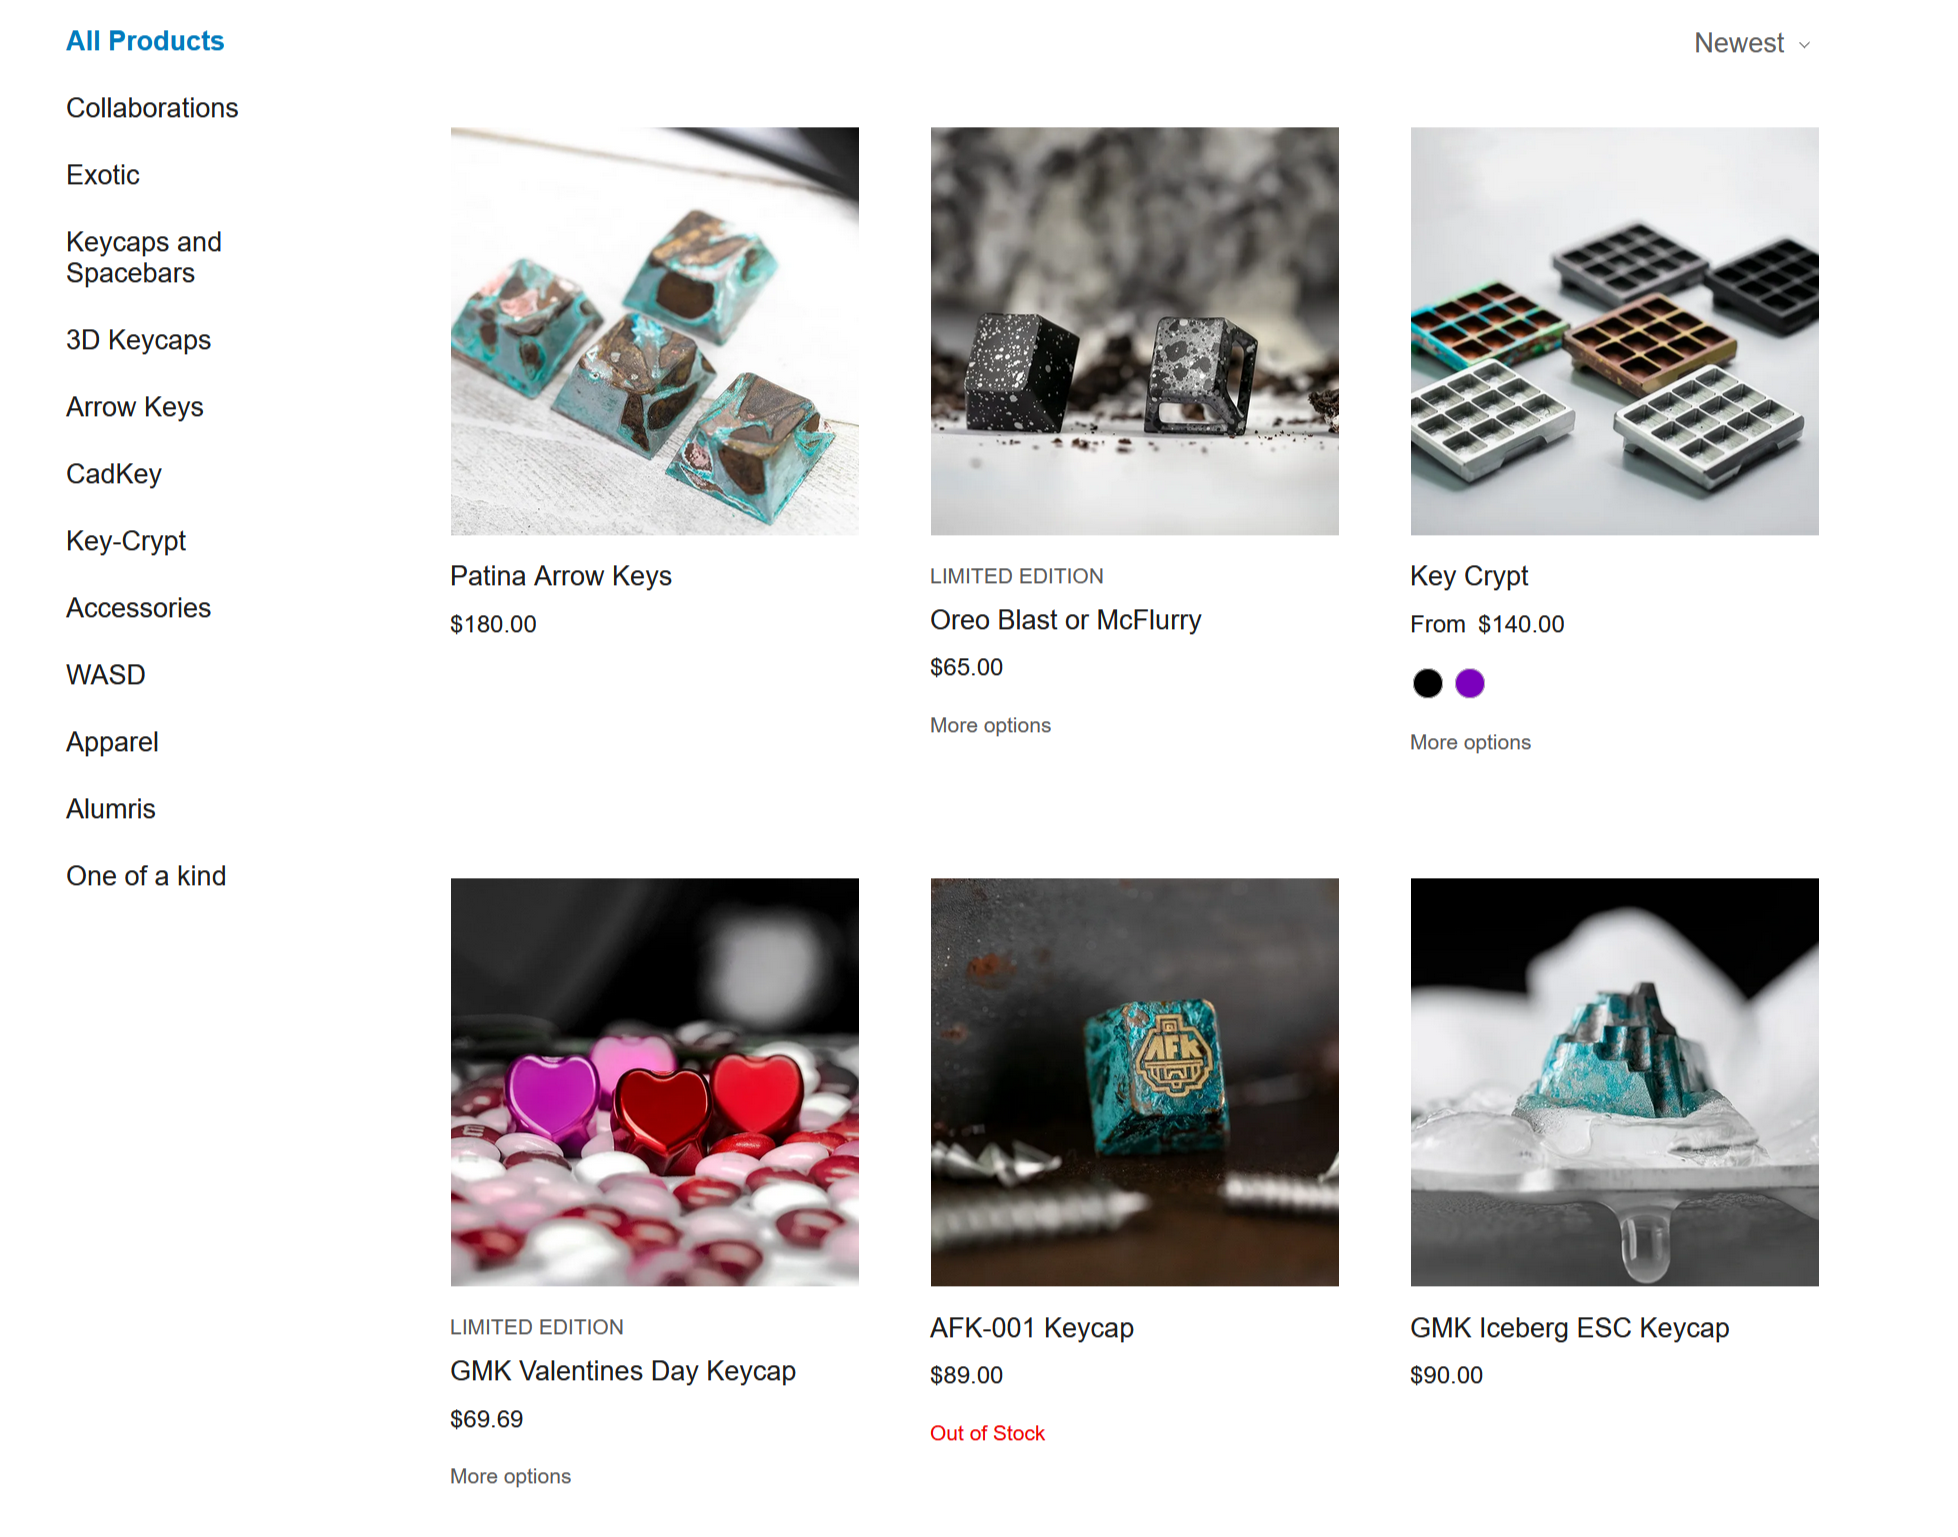 All Products
Collaborations
Exotic
Keycaps and
Spacebars
3D Keycaps
Arrow Keys
CadKey
Key-Crypt
Accessories
WASD
Apparel
Alumris
One of a kind
Newest
Patina Arrow Keys
$180.00
LIMITED EDITION
Oreo Blast or McFlurry
$65.00
More options
Key Crypt
From $140.00
More options
LIMITED EDITION
GMK Valentines Day Keycap
$69.69
More options
AFK
AFK-001 Keycap
$89.00
Out of Stock
GMK Iceberg ESC Keycap
$90.00